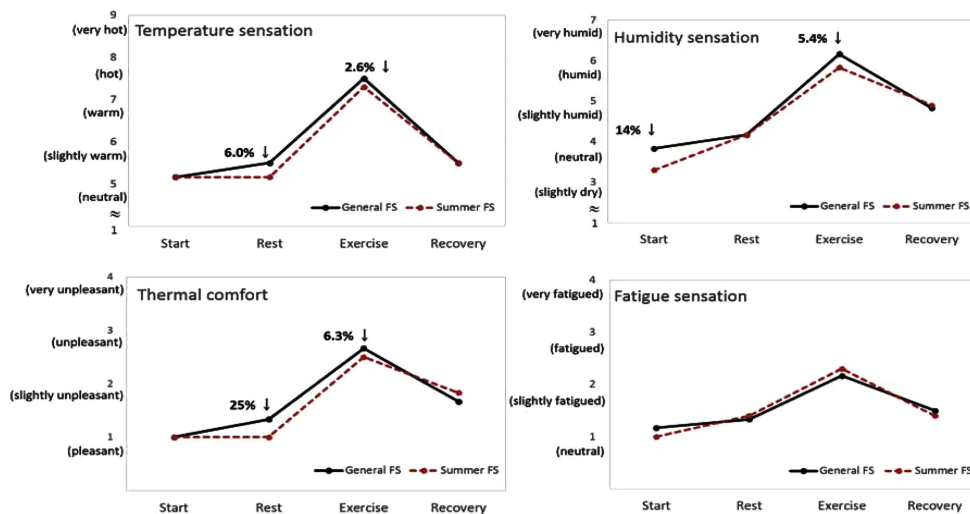 9
(very hot)
8
(hot)
7
(warm)
6
(slightly warm)
5
(neutral)
≈
1
Temperature sensation
6.0% ↓
2.6% ↓
General FS
Summer FS
Start Rest Exercise Recovery
7
(very humid)
6
(humid)
5
(slightly humid)
4
(neutral)
3
(slightly dry)
≈
1
Humidity sensation
14% ↓
5.4% ↓
General FS
Summer FS
Start Rest Exercise Recovery
4
(very unpleasant)
3
(unpleasant)
2
(slightly unpleasant)
1
(pleasant)
Thermal comfort
25% ↓
6.3% ↓
General FS
Summer FS
Start Rest Exercise Recovery
4
(very fatigued)
3
(fatigued)
2
(slightly fatigued)
1
(neutral)
Fatigue sensation
General FS
Summer FS
Start Rest Exercise Recovery